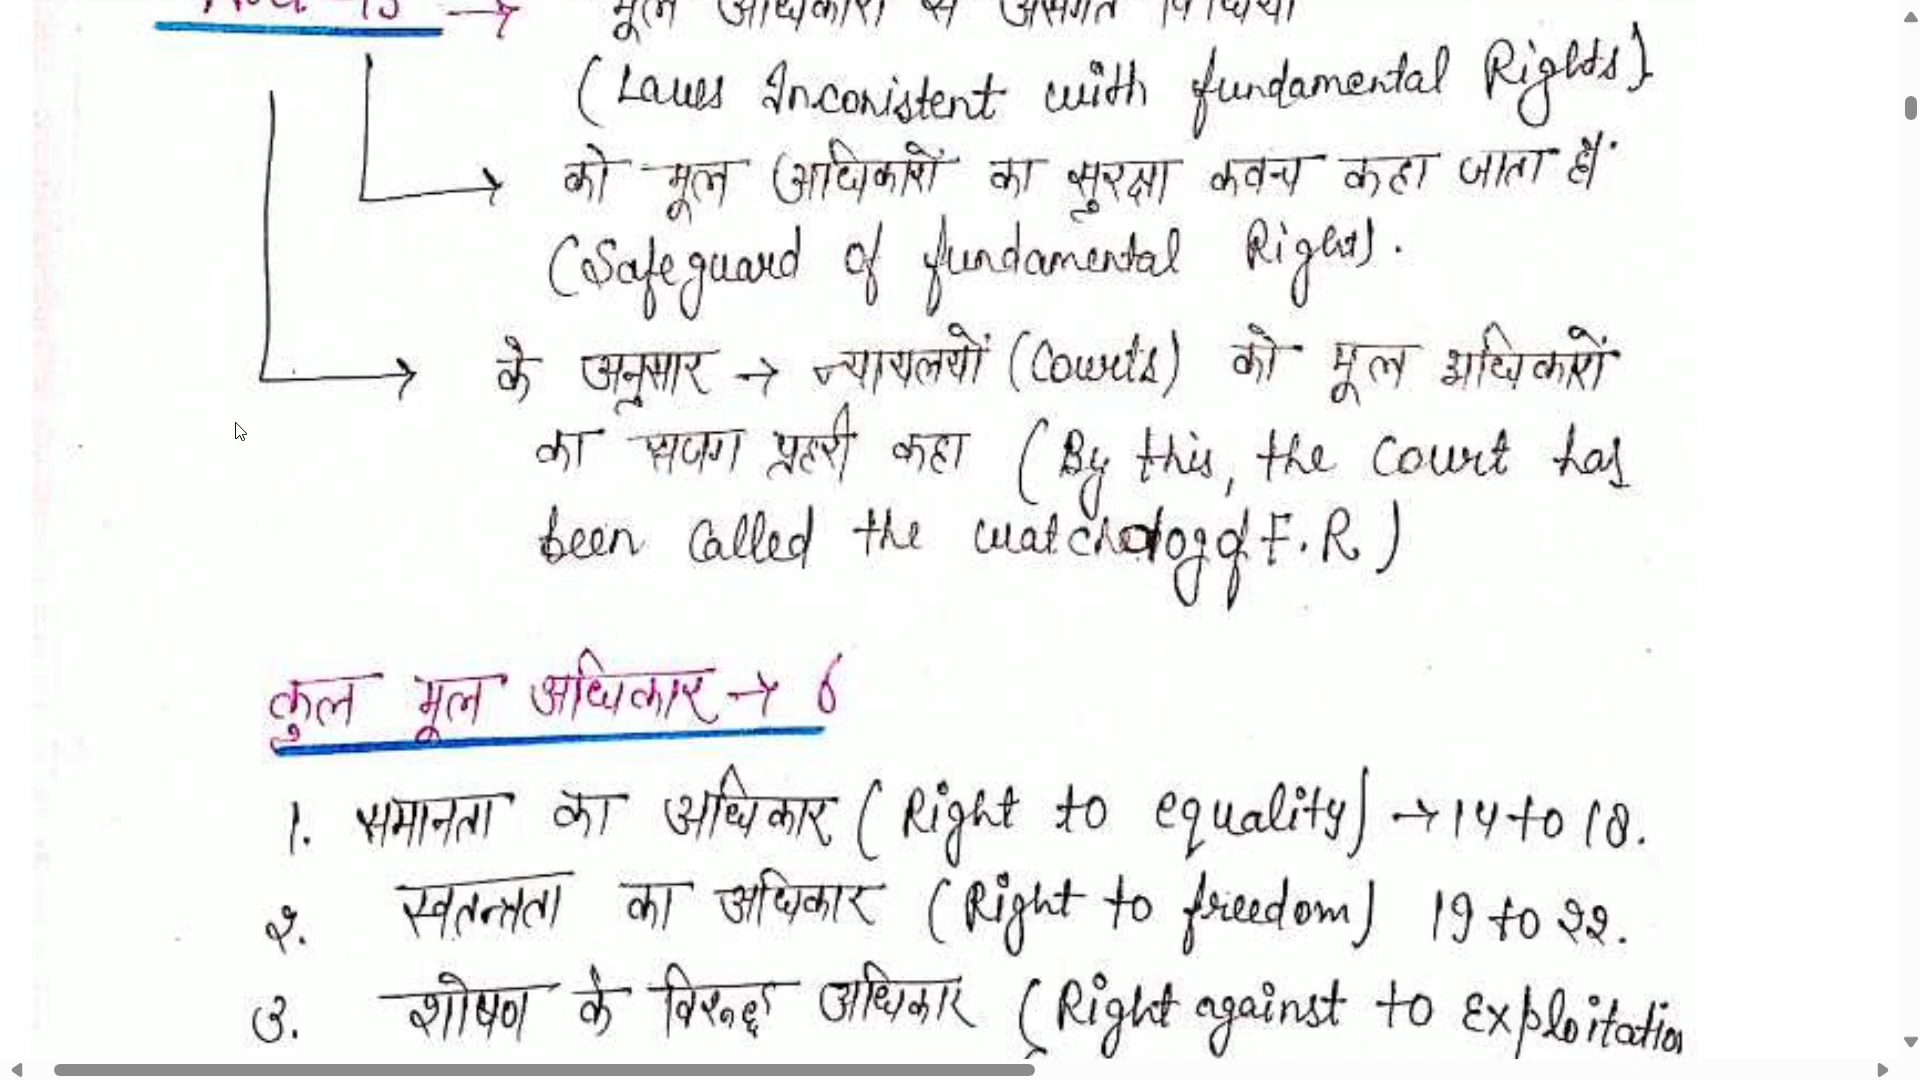 मूल अधिकारों से असंगत विधियां
(Laws Inconistent with fundamental Rights)
को मूल अधिकारों का सुरक्षा कवच कहा जाता है।
(Safeguard of fundamental Rights).
के अनुसार → न्यायलयों (Courts) को मूल अधिकारों
का सजग प्रहरी कहा (By this, the court has
been called the watchdog of F.R.)
कुल मूल अधिकार → 6
1. समानता का अधिकार (Right to equality) → 14 to 18.
2. स्वतन्त्रता का अधिकार (Right to freedom) 19 to 22.
3. शोषण के विरूद्ध अधिकार (Right against to Exploitation